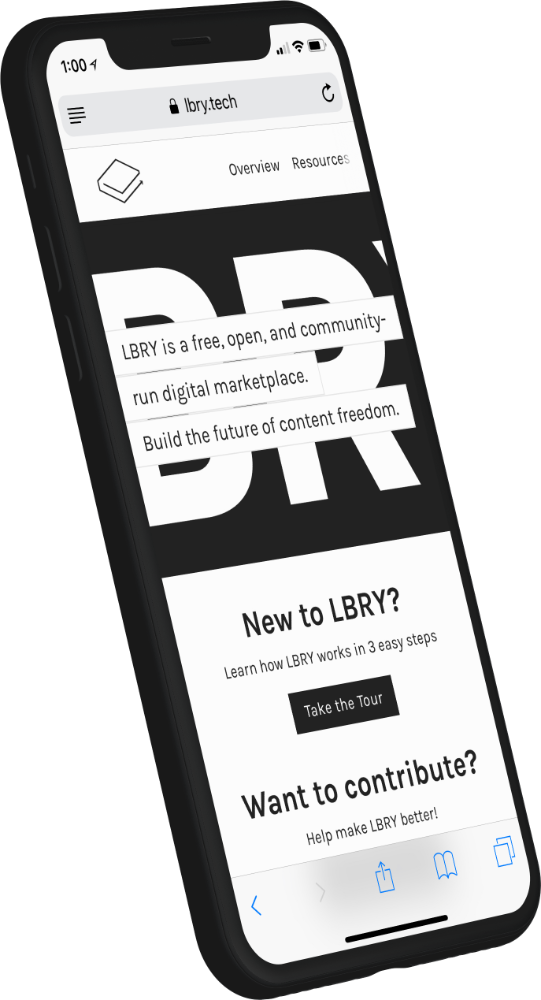 1:00
lbry.tech
Overview Resources
BRY
LBRY is a free, open, and community-
run digital marketplace.
Build the future of content freedom.
New to LBRY?
Learn how LBRY works in 3 easy steps
Take the Tour
Want to contribute?
Help make LBRY better!